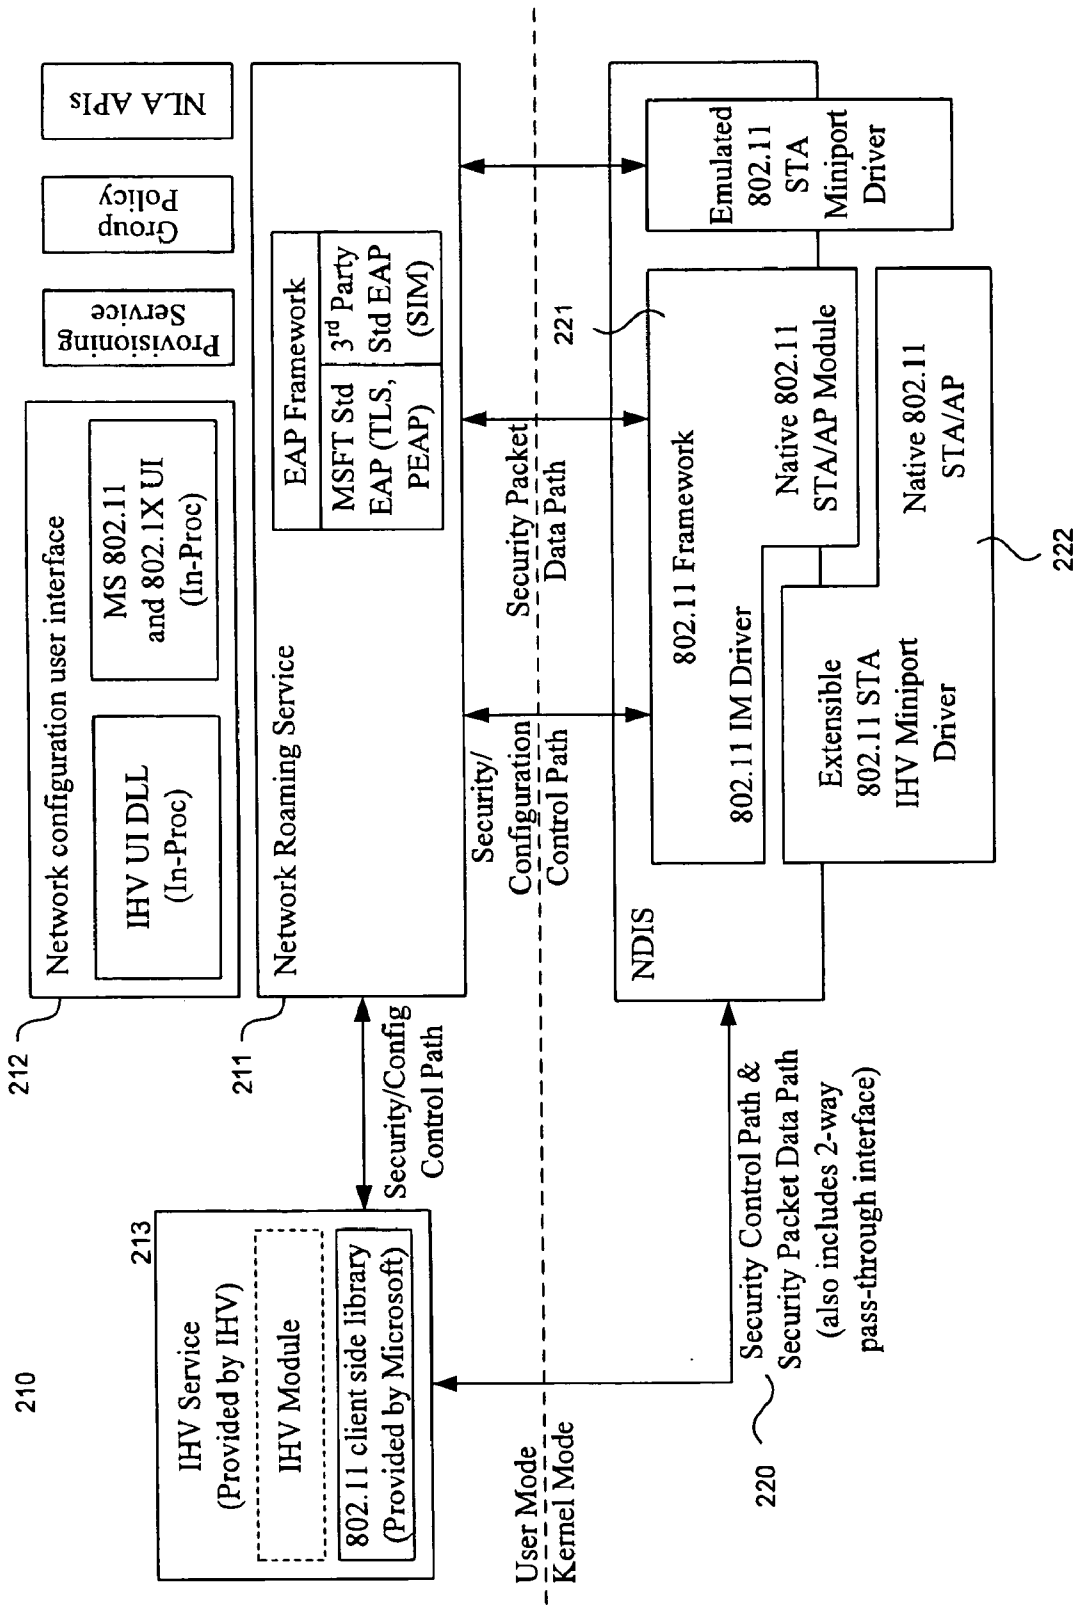 210
213
IHV Service
(Provided by IHV)
IHV Module
802.11 client side library
(Provided by Microsoft)
212
Network configuration user interface
IHV UI DLL
(In-Proc)
MS 802.11
and 802.1X UI
(In-Proc)
Provisioning
Service
Group
Policy
NLA APIs
211
Network Roaming Service
EAP Framework
MSFT Std
EAP (TLS,
PEAP)
3rd Party
Std EAP
(SIM)
Security/Config
Control Path
User Mode
Kernel Mode
Security/
Configuration
Control Path
Security Packet
Data Path
220
Security Control Path &
Security Packet Data Path
(also includes 2-way
pass-through interface)
NDIS
221
802.11 Framework
802.11 IM Driver
Native 802.11
STA/AP Module
Emulated
802.11
STA
Miniport
Driver
Extensible
802.11 STA
IHV Miniport
Driver
Native 802.11
STA/AP
222